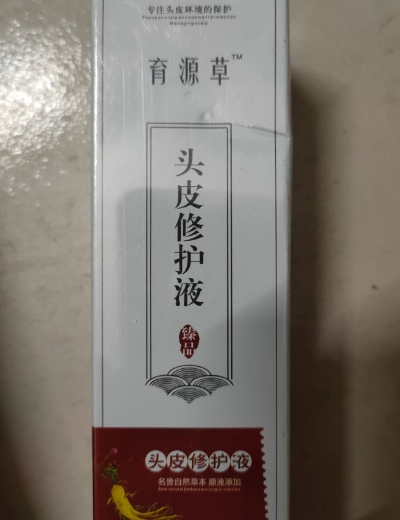 专注头皮环境的保护
育源草™
头皮修护液
臻品
头皮修护液
名贵自然草本 原液添加